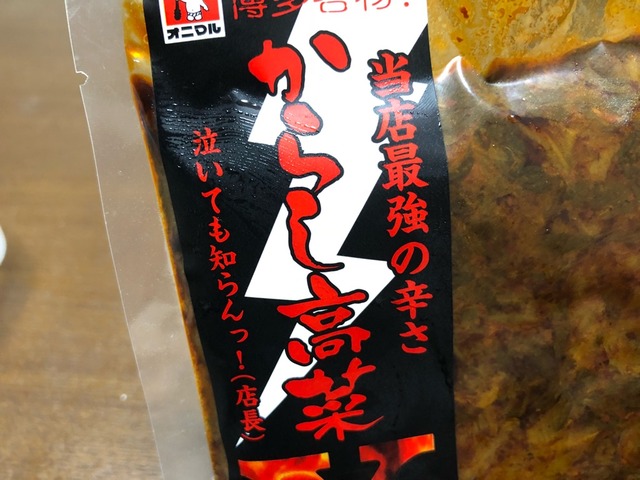 オニマル
博多名物!
当店最強の辛さ
からし高菜
泣いても知らんっ!(店長)